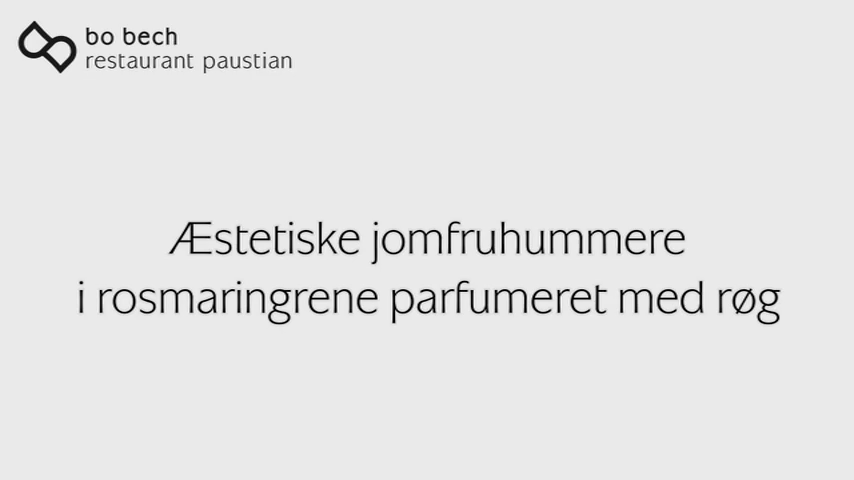 bo bech
restaurant paustian
Æstetiske jomfruhummere
i rosmaringrene parfumeret med røg